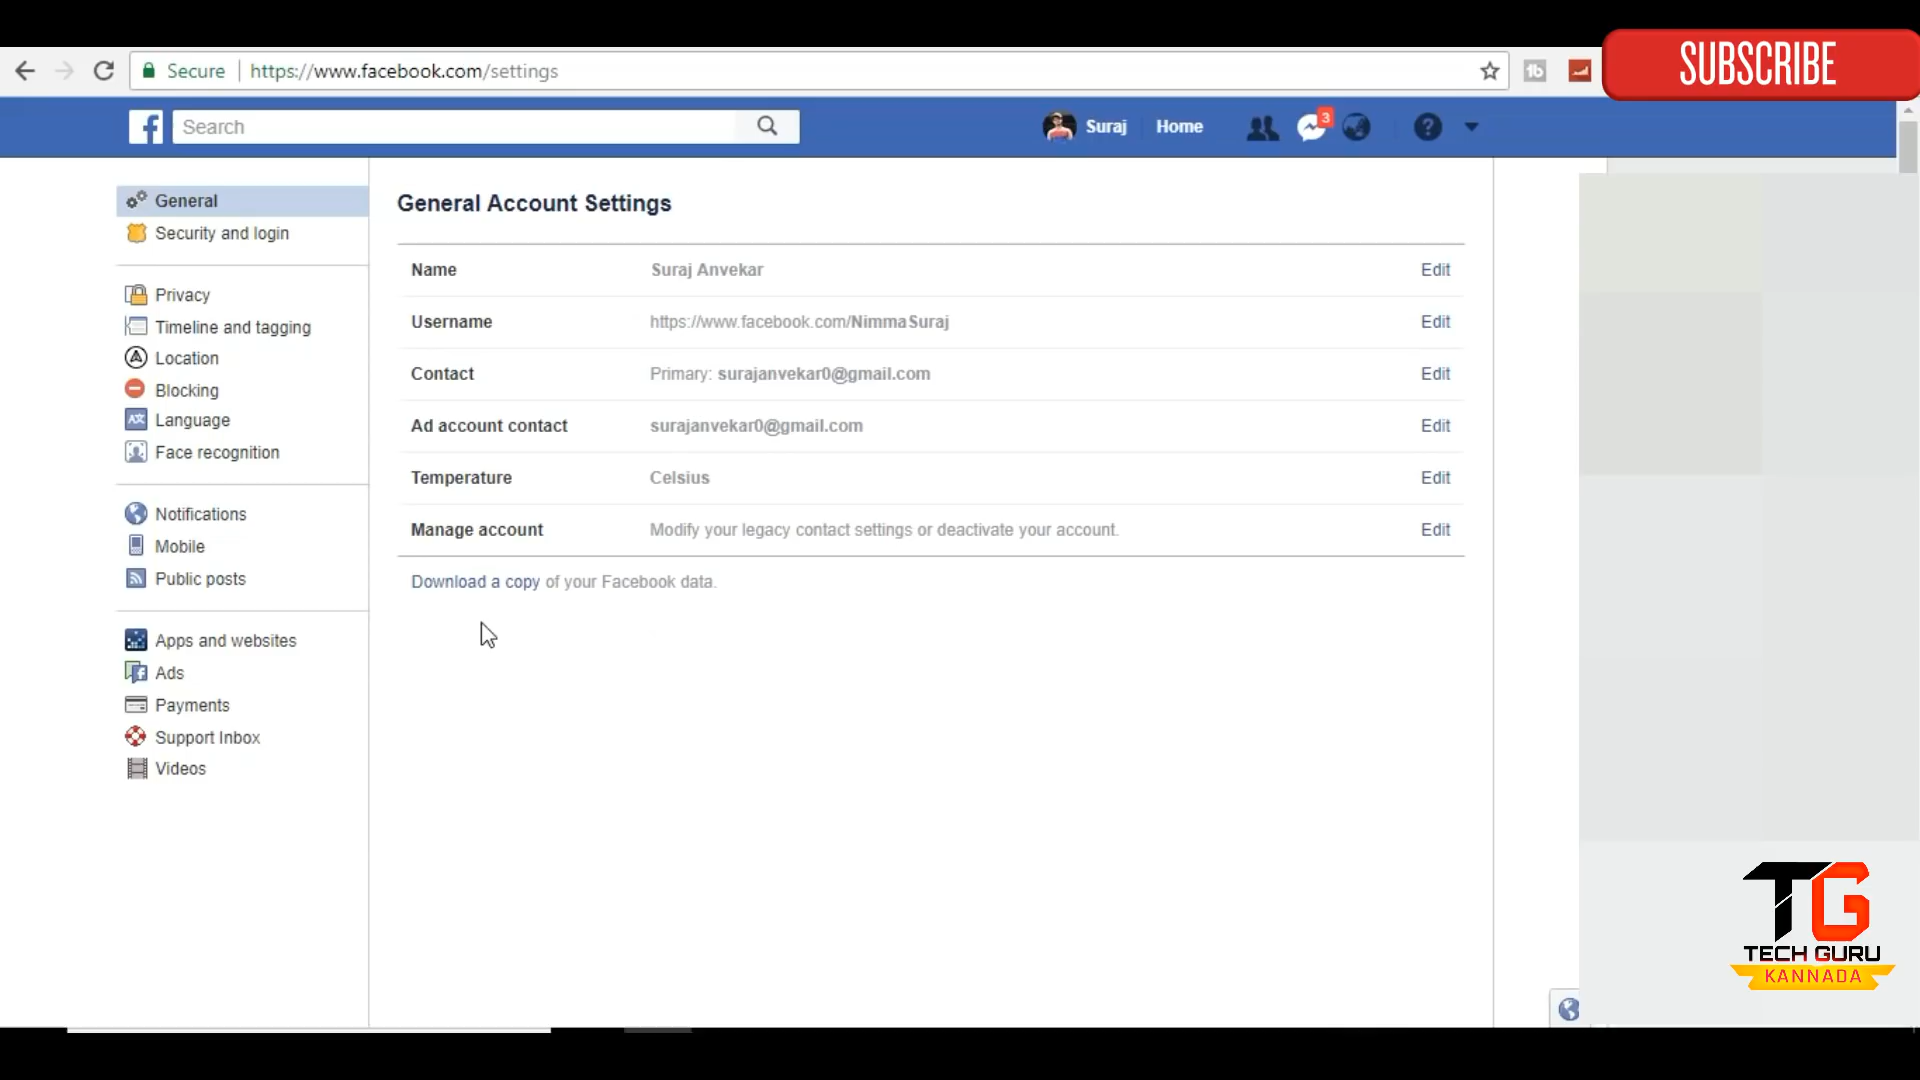 Secure | https://www.facebook.com/settings
SUBSCRIBE
Search
Suraj
Home
3
General
Security and login
Privacy
Timeline and tagging
Location
Blocking
Language
Face recognition
Notifications
Mobile
Public posts
Apps and websites
Ads
Payments
Support Inbox
Videos
General Account Settings
Name Suraj Anvekar Edit
Username https://www.facebook.com/NimmaSuraj Edit
Contact Primary: surajanvekar0@gmail.com Edit
Ad account contact surajanvekar0@gmail.com Edit
Temperature Celsius Edit
Manage account Modify your legacy contact settings or deactivate your account. Edit
Download a copy of your Facebook data.
TG
TECH GURU
KANNADA